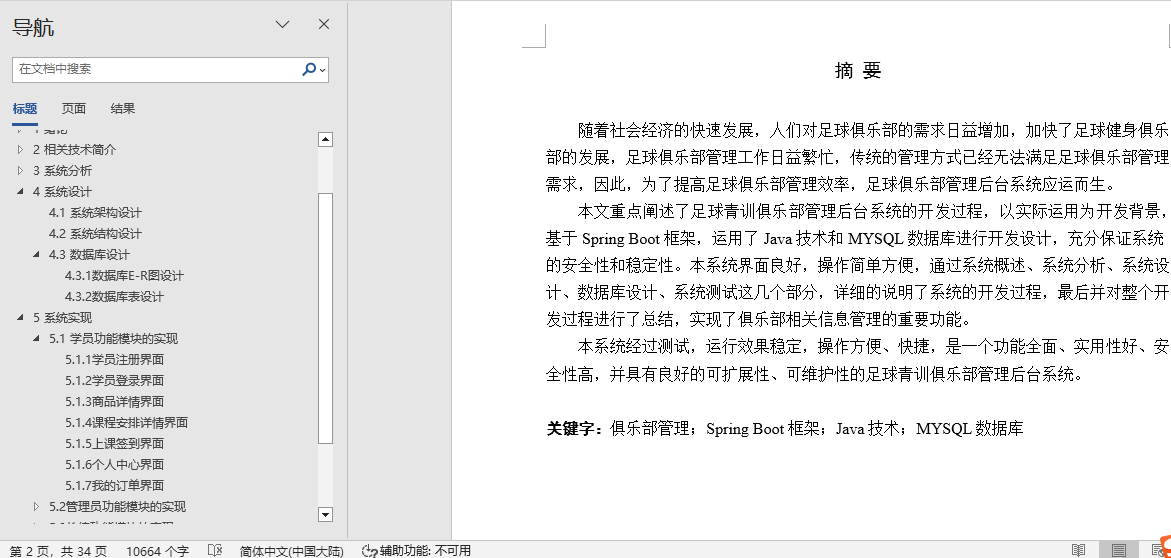 导航
在文档中搜索
标题 页面 结果
2 相关技术简介
3 系统分析
4 系统设计
4.1 系统架构设计
4.2 系统结构设计
4.3 数据库设计
4.3.1数据库E-R图设计
4.3.2数据库表设计
5 系统实现
5.1 学员功能模块的实现
5.1.1学员注册界面
5.1.2学员登录界面
5.1.3商品详情界面
5.1.4课程安排详情界面
5.1.5上课签到界面
5.1.6个人中心界面
5.1.7我的订单界面
5.2管理员功能模块的实现
摘 要
随着社会经济的快速发展，人们对足球俱乐部的需求日益增加，加快了足球健身俱乐
部的发展，足球俱乐部管理工作日益繁忙，传统的管理方式已经无法满足足球俱乐部管理
需求，因此，为了提高足球俱乐部管理效率，足球俱乐部管理后台系统应运而生。
本文重点阐述了足球青训俱乐部管理后台系统的开发过程，以实际运用为开发背景，
基于 Spring Boot 框架，运用了 Java 技术和 MYSQL 数据库进行开发设计，充分保证系统
的安全性和稳定性。本系统界面良好，操作简单方便，通过系统概述、系统分析、系统设
计、数据库设计、系统测试这几个部分，详细的说明了系统的开发过程，最后并对整个开
发过程进行了总结，实现了俱乐部相关信息管理的重要功能。
本系统经过测试，运行效果稳定，操作方便、快捷，是一个功能全面、实用性好、安
全性高，并具有良好的可扩展性、可维护性的足球青训俱乐部管理后台系统。
关键字：俱乐部管理；Spring Boot 框架；Java 技术；MYSQL 数据库
第 2 页，共 34 页 10664 个字 简体中文(中国大陆) 辅助功能: 不可用